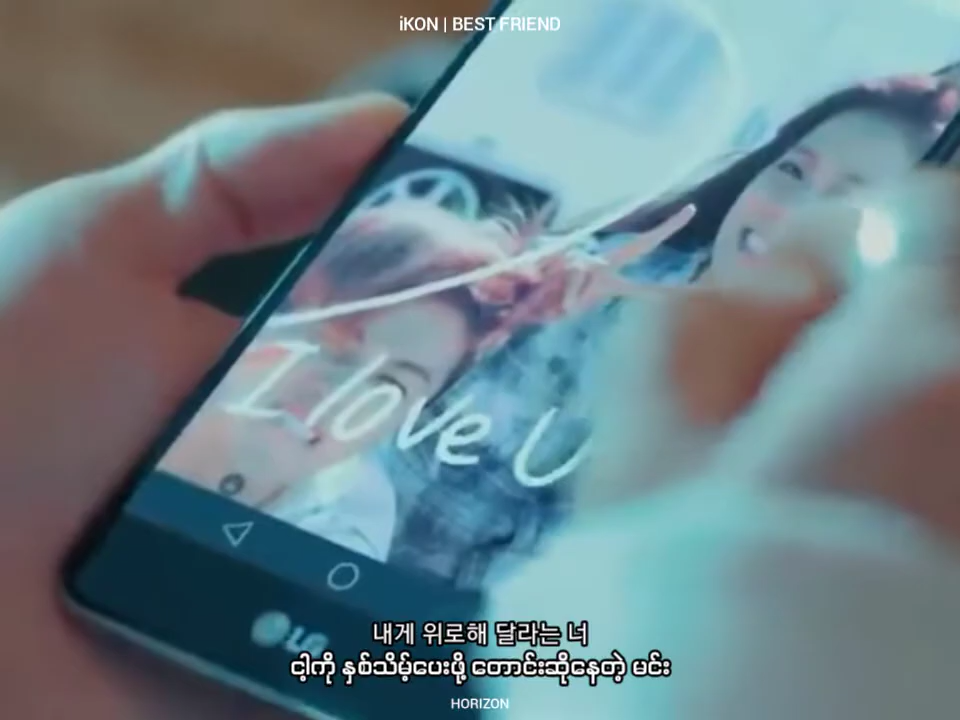 iKON | BEST FRIEND
I love U
LG
내게 위로해 달라는 너
ငါ့ကို နှစ်သိမ့်ပေးဖို့ တောင်းဆိုနေတဲ့ မင်း
HORIZON